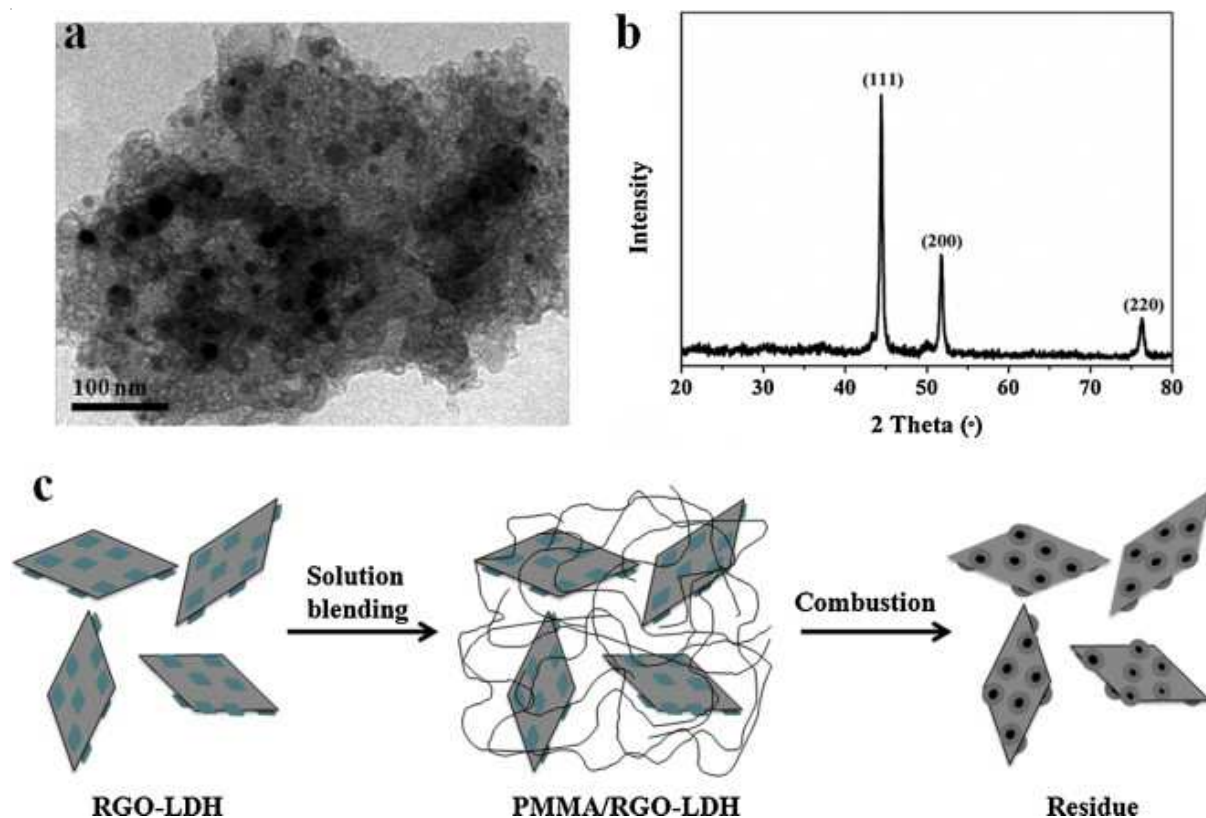 a
100 nm
b
(111)
(200)
(220)
Intensity
20 30 40 50 60 70 80
2 Theta (°)
c
Solution
blending
Combustion
RGO-LDH
PMMA/RGO-LDH
Residue